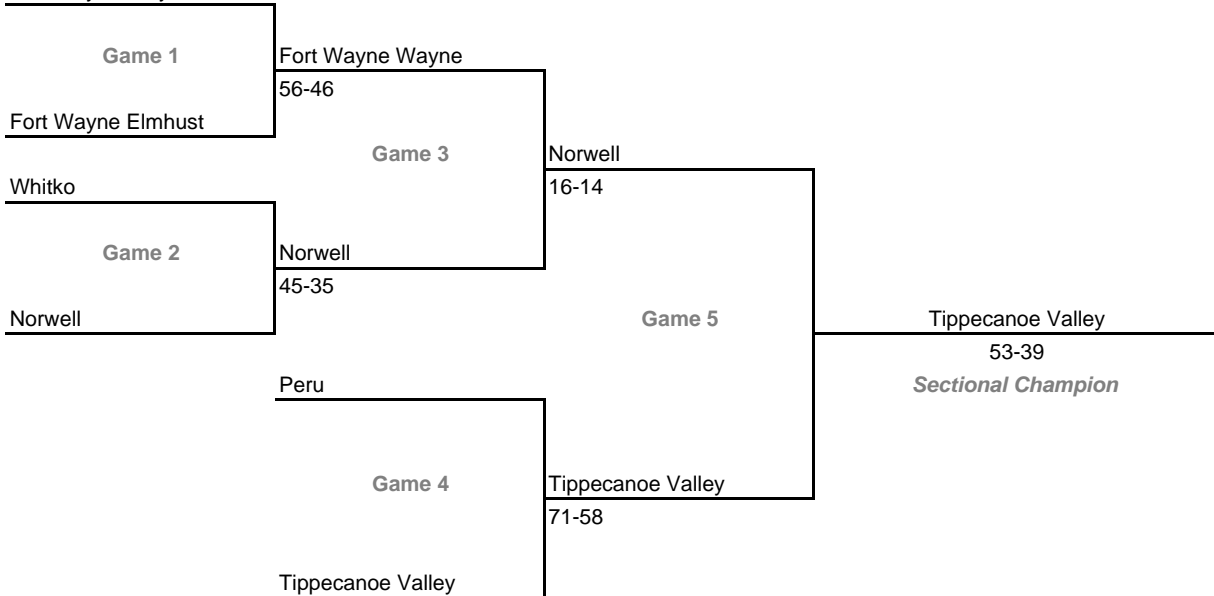 Game 1
Fort Wayne Wayne
56-46
Fort Wayne Elmhust
Game 3
Norwell
Whitko
16-14
Game 2
Norwell
45-35
Norwell
Game 5
Tippecanoe Valley
53-39
Peru
Sectional Champion
Game 4
Tippecanoe Valley
71-58
Tippecanoe Valley